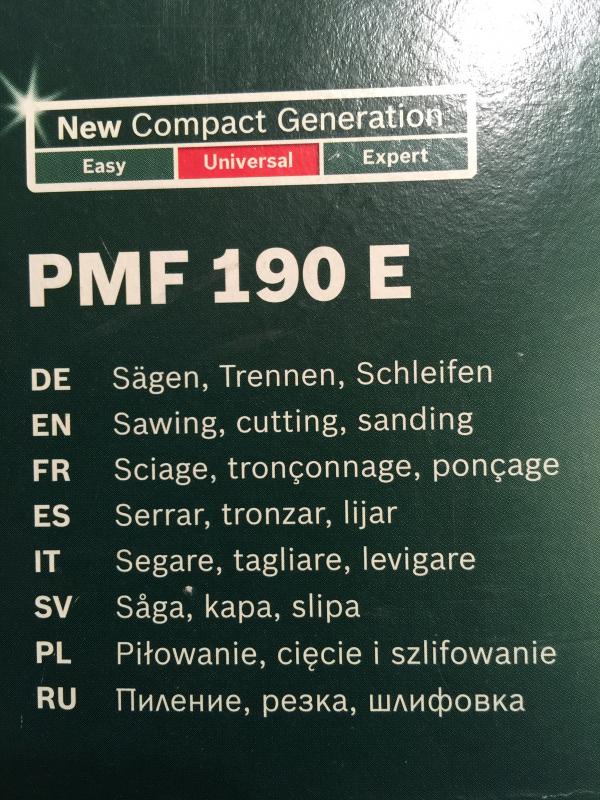 New Compact Generation
Easy Universal Expert
PMF 190 E
DE Sägen, Trennen, Schleifen
EN Sawing, cutting, sanding
FR Sciage, tronçonnage, ponçage
ES Serrar, tronzar, lijar
IT Segare, tagliare, levigare
SV Såga, kapa, slipa
PL Piłowanie, cięcie i szlifowanie
RU Пиление, резка, шлифовка